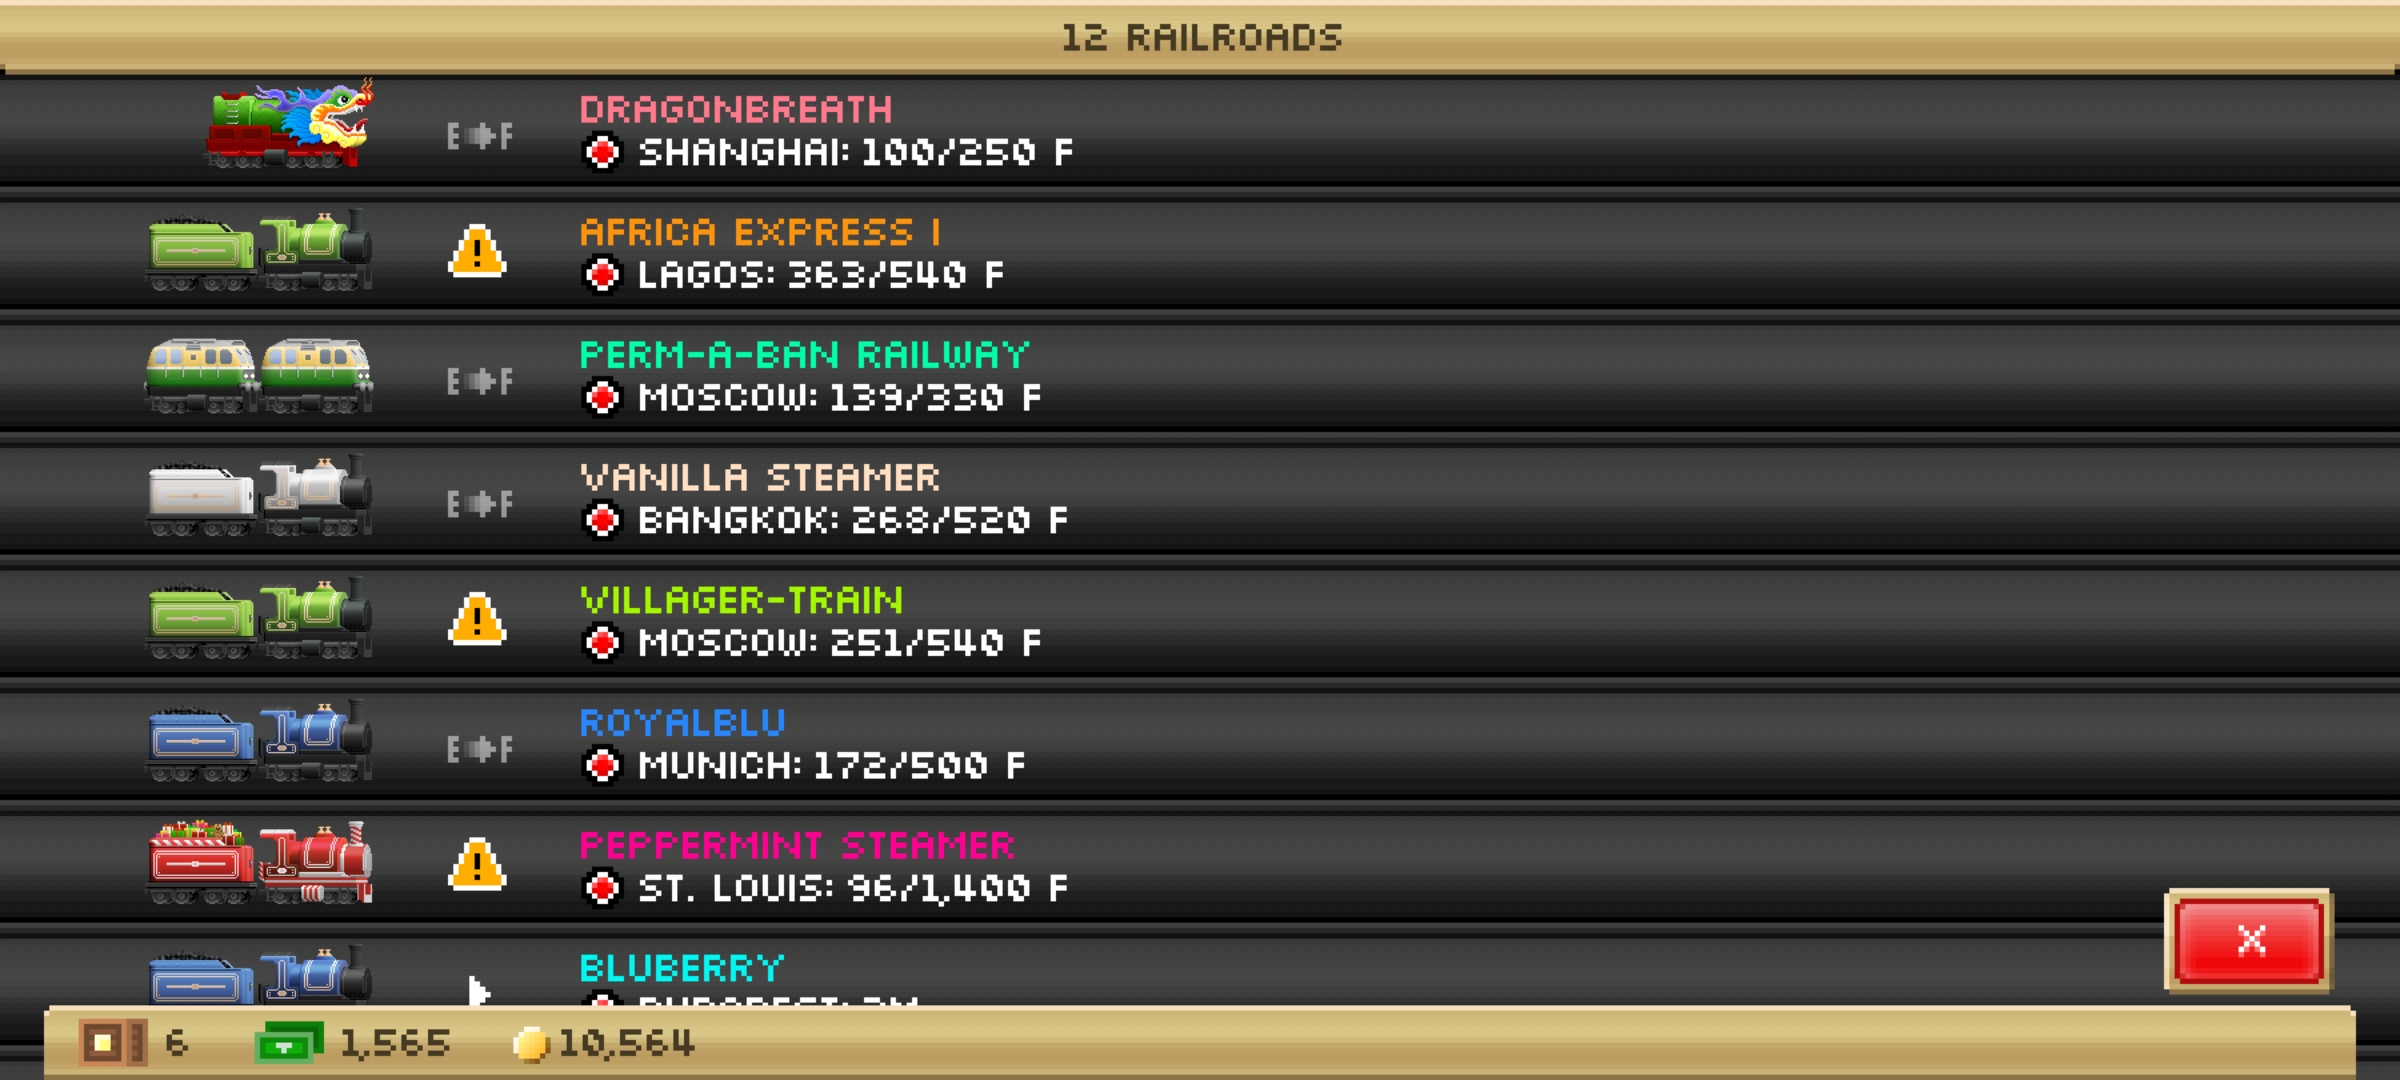 12 RAILROADS
E F
DRAGONBREATH
SHANGHAI: 100/250 F
AFRICA EXPRESS I
LAGOS: 363/540 F
E F
PERM-A-BAN RAILWAY
MOSCOW: 139/330 F
E F
VANILLA STEAMER
BANGKOK: 268/520 F
VILLAGER-TRAIN
MOSCOW: 251/540 F
E F
ROYALBLU
MUNICH: 172/500 F
PEPPERMINT STEAMER
ST. LOUIS: 96/1,400 F
BLUBERRY
X
6 1,565 10,564